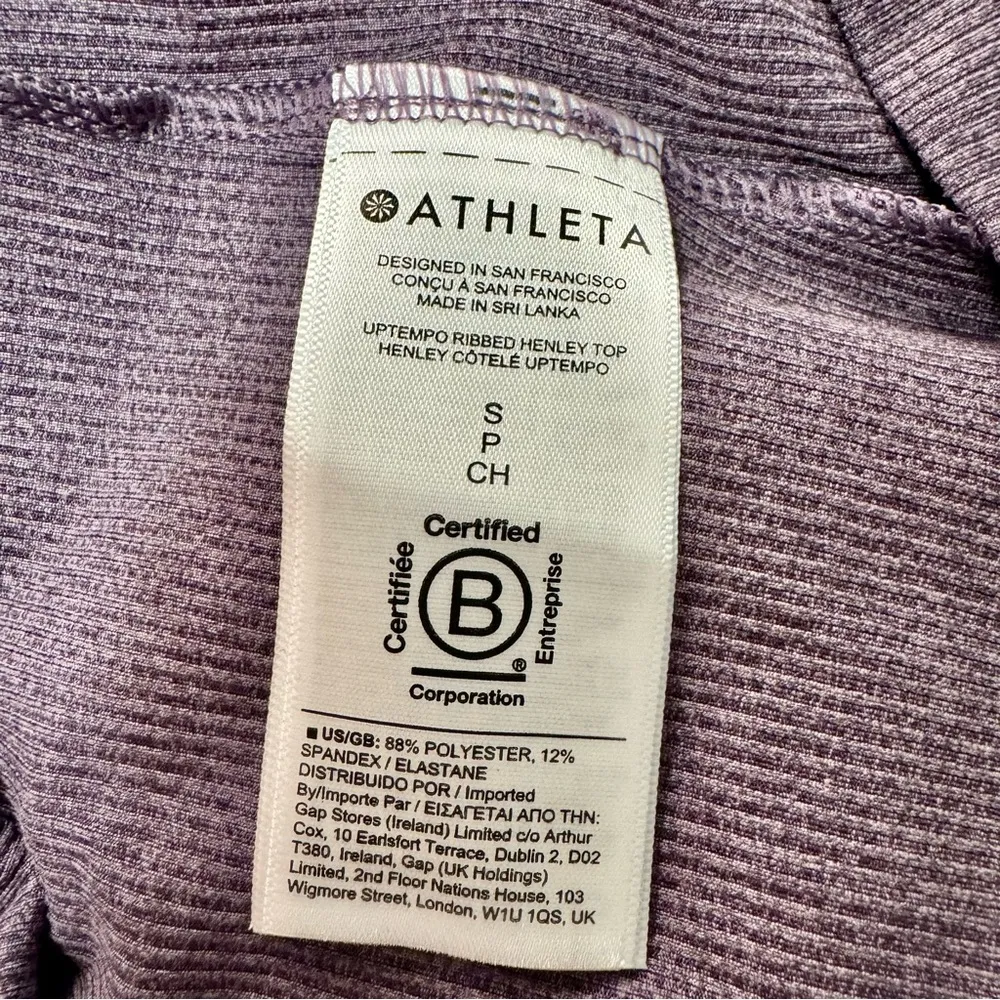 ATHLETA
DESIGNED IN SAN FRANCISCO
CONÇU À SAN FRANCISCO
MADE IN SRI LANKA
UPTEMPO RIBBED HENLEY TOP
HENLEY CÔTELÉ UPTEMPO
S
P
CH
Certified
Certifiée
B
Entreprise
®
Corporation
US/GB: 88% POLYESTER, 12%
SPANDEX / ELASTANE
DISTRIBUIDO POR / Imported
By/Importe Par / ΕΙΣΑΓΕΤΑΙ ΑΠΟ ΤΗΝ:
Gap Stores (Ireland) Limited c/o Arthur
Cox, 10 Earlsfort Terrace, Dublin 2, D02
T380, Ireland, Gap (UK Holdings)
Limited, 2nd Floor Nations House, 103
Wigmore Street, London, W1U 1QS, UK